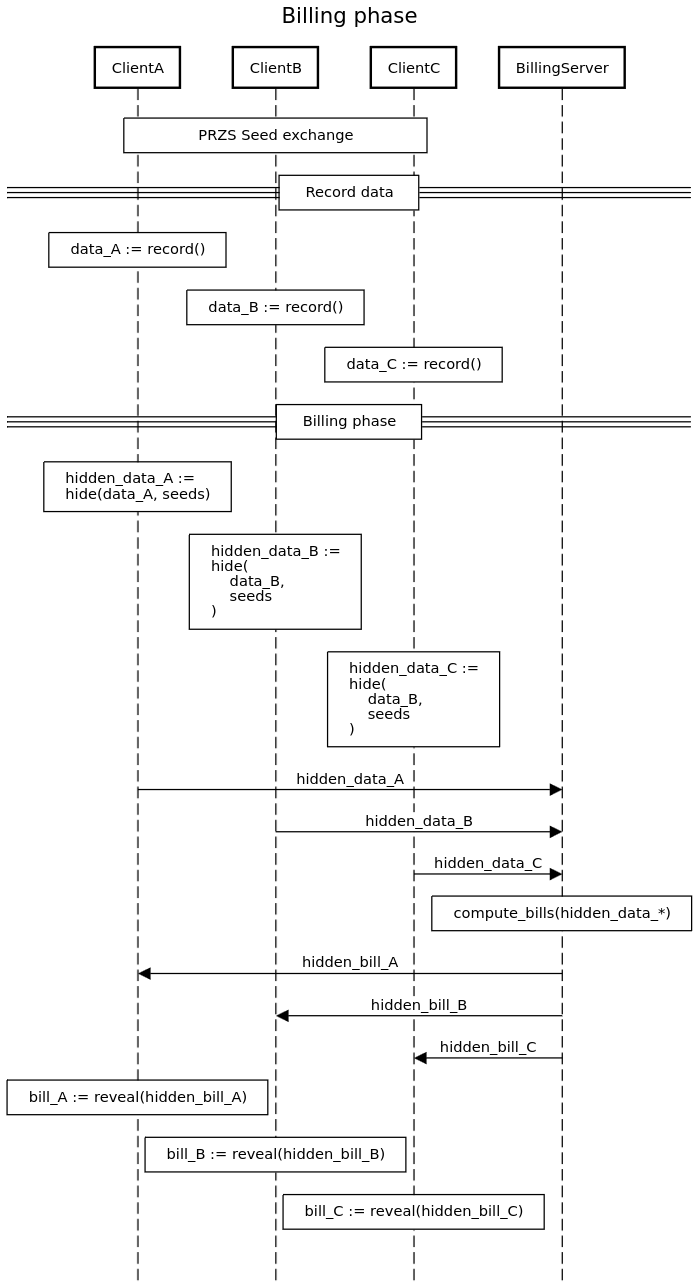 Billing phase
ClientA
ClientB
ClientC
BillingServer
PRZS Seed exchange
Record data
data_A := record()
data_B := record()
data_C := record()
Billing phase
hidden_data_A :=
hide(data_A, seeds)
hidden_data_B :=
hide(
data_B,
seeds
)
hidden_data_C :=
hide(
data_B,
seeds
)
hidden_data_A
hidden_data_B
hidden_data_C
compute_bills(hidden_data_*)
hidden_bill_A
hidden_bill_B
hidden_bill_C
bill_A := reveal(hidden_bill_A)
bill_B := reveal(hidden_bill_B)
bill_C := reveal(hidden_bill_C)